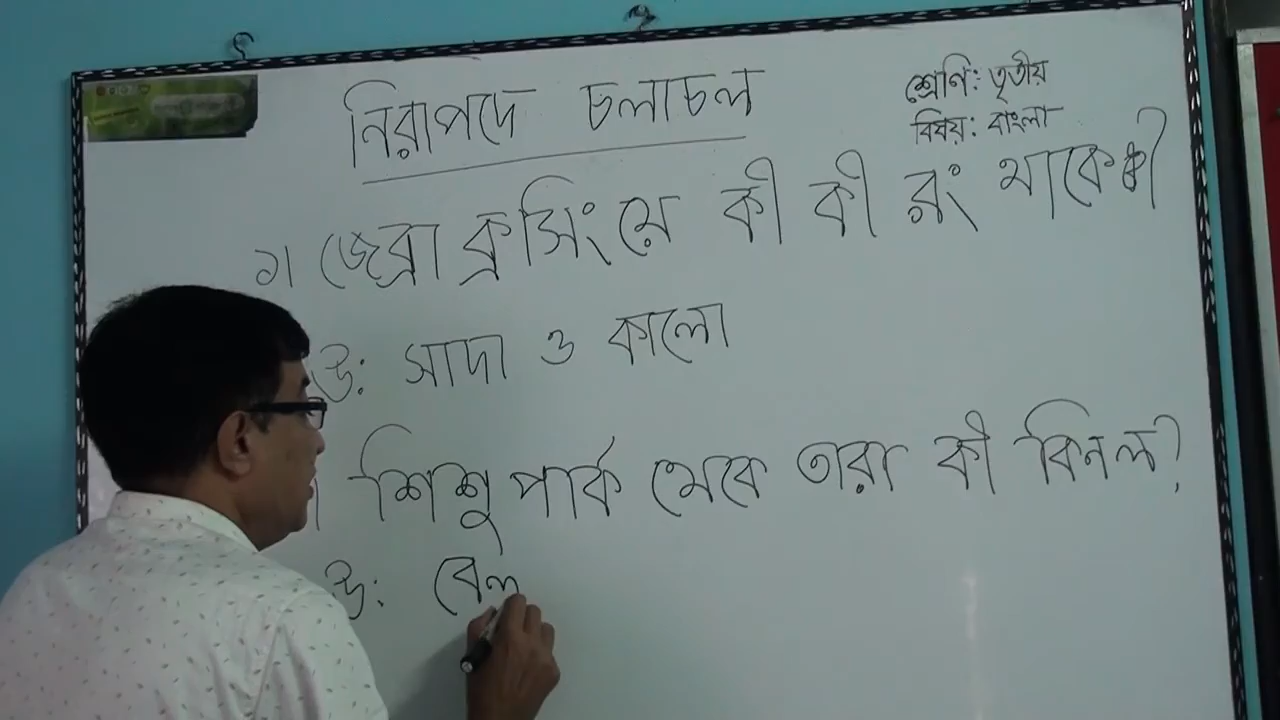 নিরাপদে চলাচল
শ্রেণি: তৃতীয়
বিষয়: বাংলা
গ। জেব্রা ক্রসিংয়ে কী কী রং থাকে
উ: সাদা ও কালো
শিশু পার্ক থেকে তারা কী কিনল?
উ: বেল